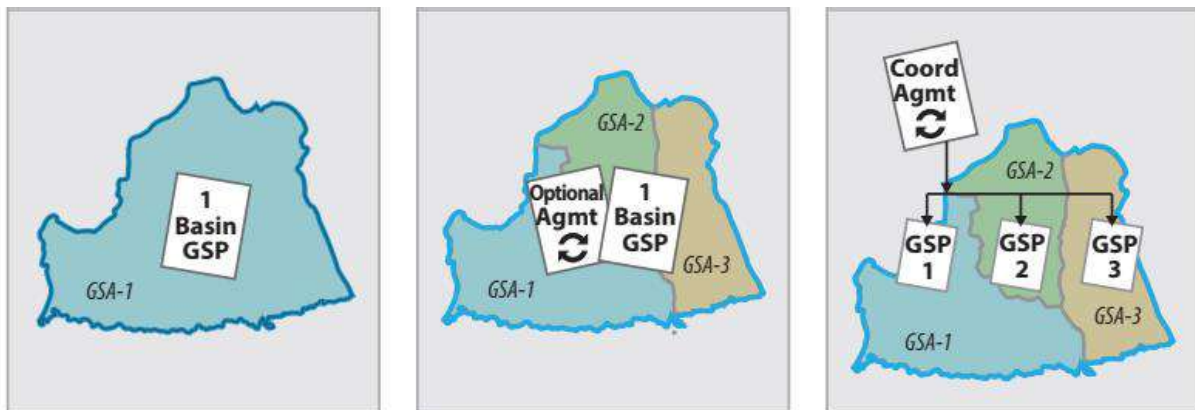 1
Basin
GSP
GSA-1
GSA-2
Optional
Agmt
1
Basin
GSP
GSA-3
GSA-1
Coord
Agmt
GSA-2
GSP
1
GSP
2
GSP
3
GSA-3
GSA-1